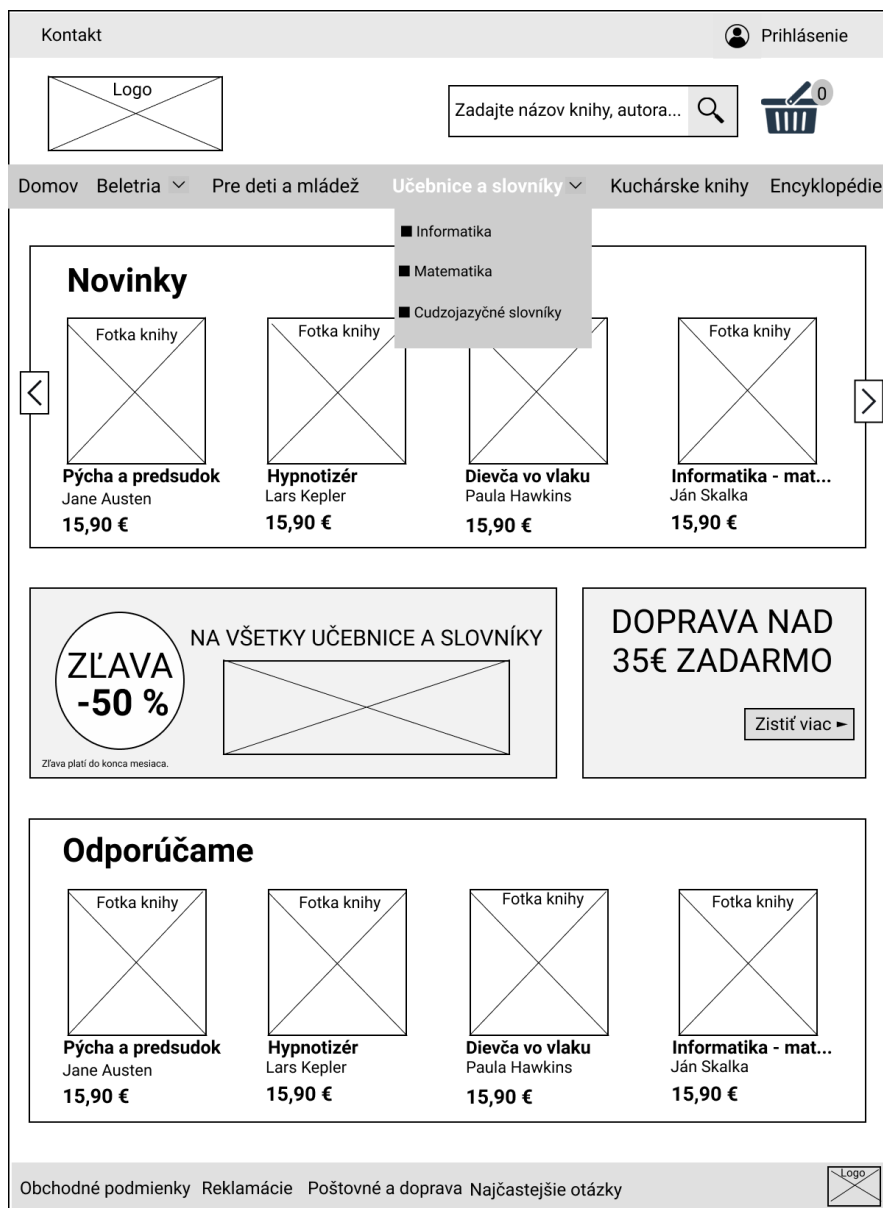 Kontakt
Prihlásenie
Logo
Zadajte názov knihy, autora...
0
Domov Beletria Pre deti a mládež Učebnice a slovníky Kuchárske knihy Encyklopédie
Informatika
Matematika
Cudzojazyčné slovníky
Novinky
Fotka knihy Fotka knihy Fotka knihy
Pýcha a predsudok Hypnotizér Dievča vo vlaku Informatika - mat...
Jane Austen Lars Kepler Paula Hawkins Ján Skalka
15,90 € 15,90 € 15,90 € 15,90 €
ZĽAVA
-50 %
NA VŠETKY UČEBNICE A SLOVNÍKY
Zľava platí do konca mesiaca.
DOPRAVA NAD
35€ ZADARMO
Zistiť viac ►
Odporúčame
Fotka knihy Fotka knihy Fotka knihy Fotka knihy
Pýcha a predsudok Hypnotizér Dievča vo vlaku Informatika - mat...
Jane Austen Lars Kepler Paula Hawkins Ján Skalka
15,90 € 15,90 € 15,90 € 15,90 €
Obchodné podmienky Reklamácie Poštovné a doprava Najčastejšie otázky
Logo